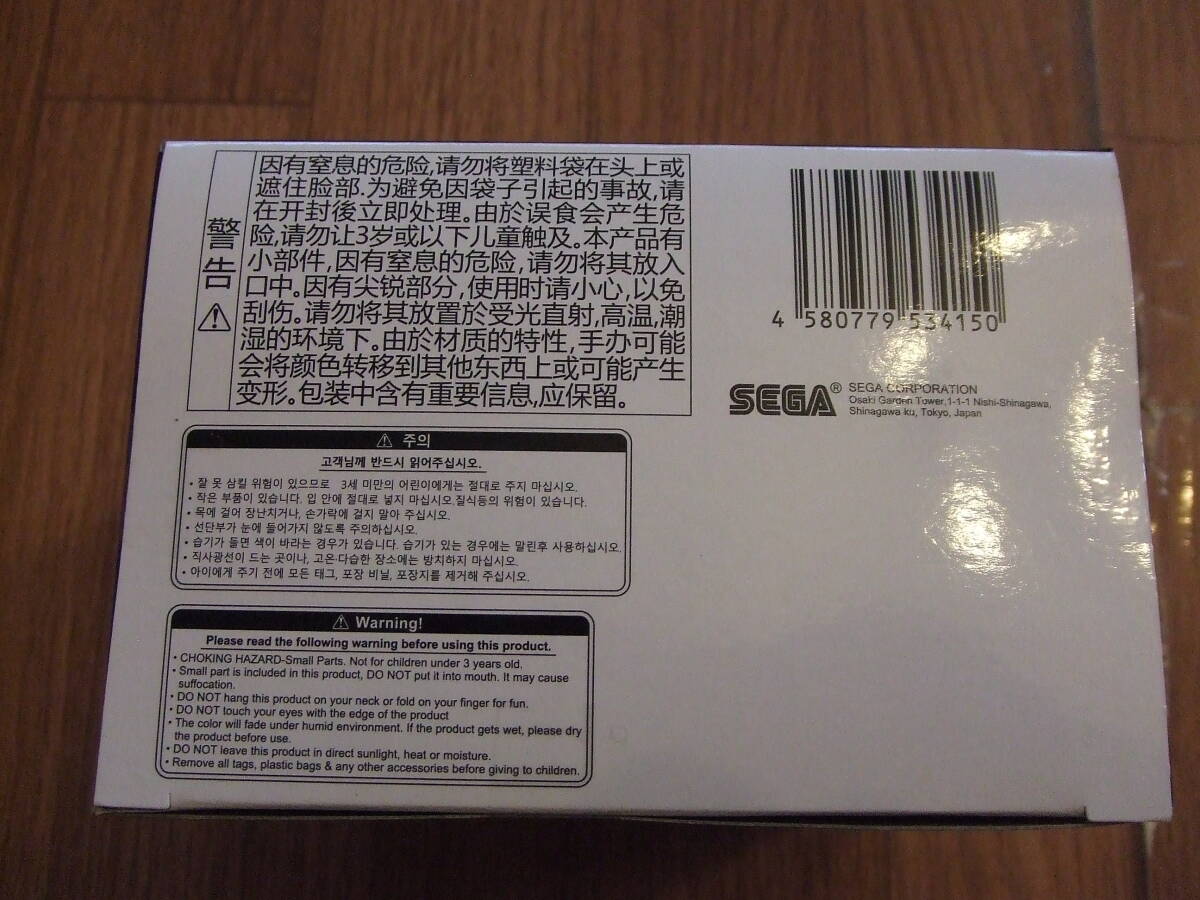 警告
因有窒息的危险,请勿将塑料袋在头上或
遮住脸部.为避免因袋子引起的事故,请
在开封後立即处理。由於误食会产生危
险,请勿让3岁或以下儿童触及。本产品有
小部件,因有窒息的危险,请勿将其放入
口中。因有尖锐部分,使用时请小心,以免
刮伤。请勿将其放置於受光直射,高温,潮
湿的环境下。由於材质的特性,手办可能
会将颜色转移到其他东西上或可能产生
变形。包装中含有重要信息,应保留。
4 580779 534150
SEGA®
SEGA CORPORATION
Osaki Garden Tower,1-1-1 Nishi-Shinagawa,
Shinagawa ku, Tokyo, Japan
⚠ 주의
고객님께 반드시 읽어주십시오.
• 잘 못 삼킬 위험이 있으므로 3세 미만의 어린이에게는 절대로 주지 마십시오.
• 작은 부품이 있습니다. 입 안에 절대로 넣지 마십시오.질식등의 위험이 있습니다.
• 목에 걸어 장난치거나, 손가락에 걸지 말아 주십시오.
• 선단부가 눈에 들어가지 않도록 주의하십시오.
• 습기가 들면 색이 바라는 경우가 있습니다. 습기가 있는 경우에는 말린후 사용하십시오.
• 직사광선이 드는 곳이나, 고온·다습한 장소에는 방치하지 마십시오.
• 아이에게 주기 전에 모든 태그, 포장 비닐, 포장지를 제거해 주십시오.
⚠ Warning!
Please read the following warning before using this product.
• CHOKING HAZARD-Small Parts. Not for children under 3 years old.
• Small part is included in this product, DO NOT put it into mouth. It may cause
suffocation.
• DO NOT hang this product on your neck or fold on your finger for fun.
• DO NOT touch your eyes with the edge of the product
• The color will fade under humid environment. If the product gets wet, please dry
the product before use.
• DO NOT leave this product in direct sunlight, heat or moisture.
• Remove all tags, plastic bags & any other accessories before giving to children.